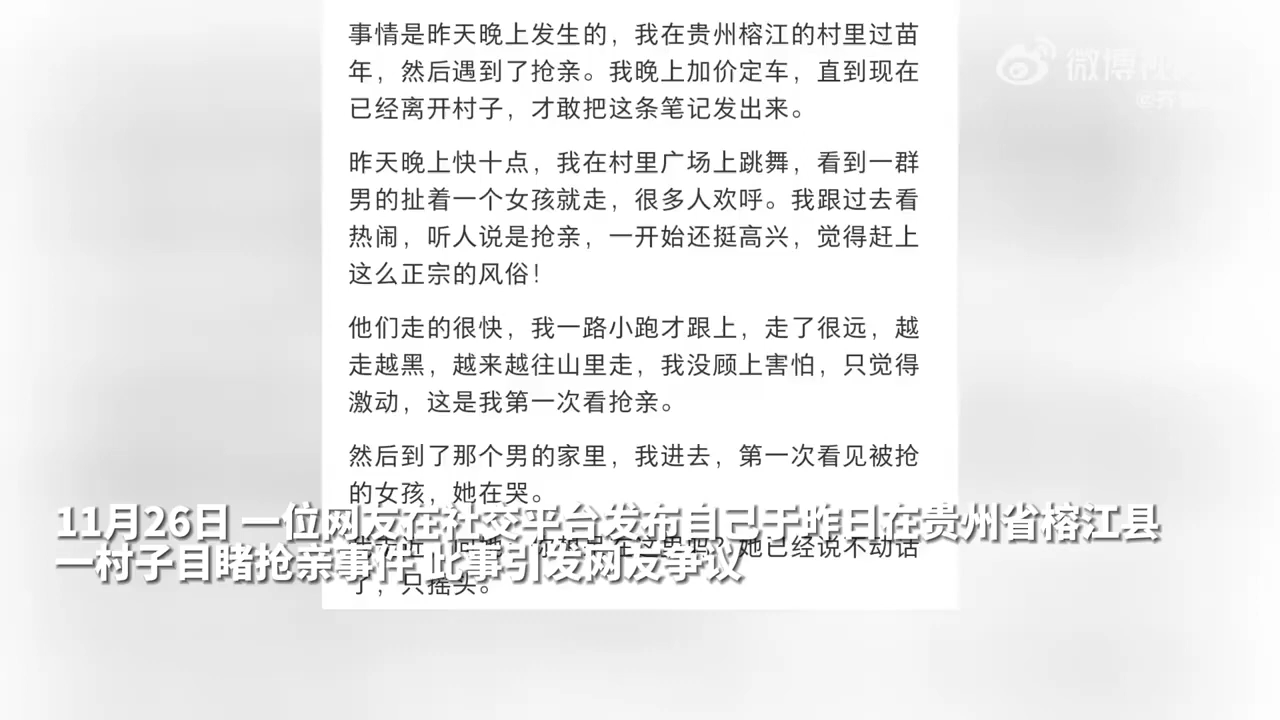 事情是昨天晚上发生的，我在贵州榕江的村里过苗
年，然后遇到了抢亲。我晚上加价定车，直到现在
已经离开村子，才敢把这条笔记发出来。
昨天晚上快十点，我在村里广场上跳舞，看到一群
男的扯着一个女孩就走，很多人欢呼。我跟过去看
热闹，听人说是抢亲，一开始还挺高兴，觉得赶上
这么正宗的风俗！
他们走的很快，我一路小跑才跟上，走了很远，越
走越黑，越来越往山里走，我没顾上害怕，只觉得
激动，这是我第一次看抢亲。
然后到了那个男的家里，我进去，第一次看见被抢
的女孩，她在哭。
她已经说不动话
了，只摇头。
11月26日 一位网友在社交平台发布自己于昨日在贵州省榕江县
一村子目睹抢亲事件 此事引发网友争议
微博视